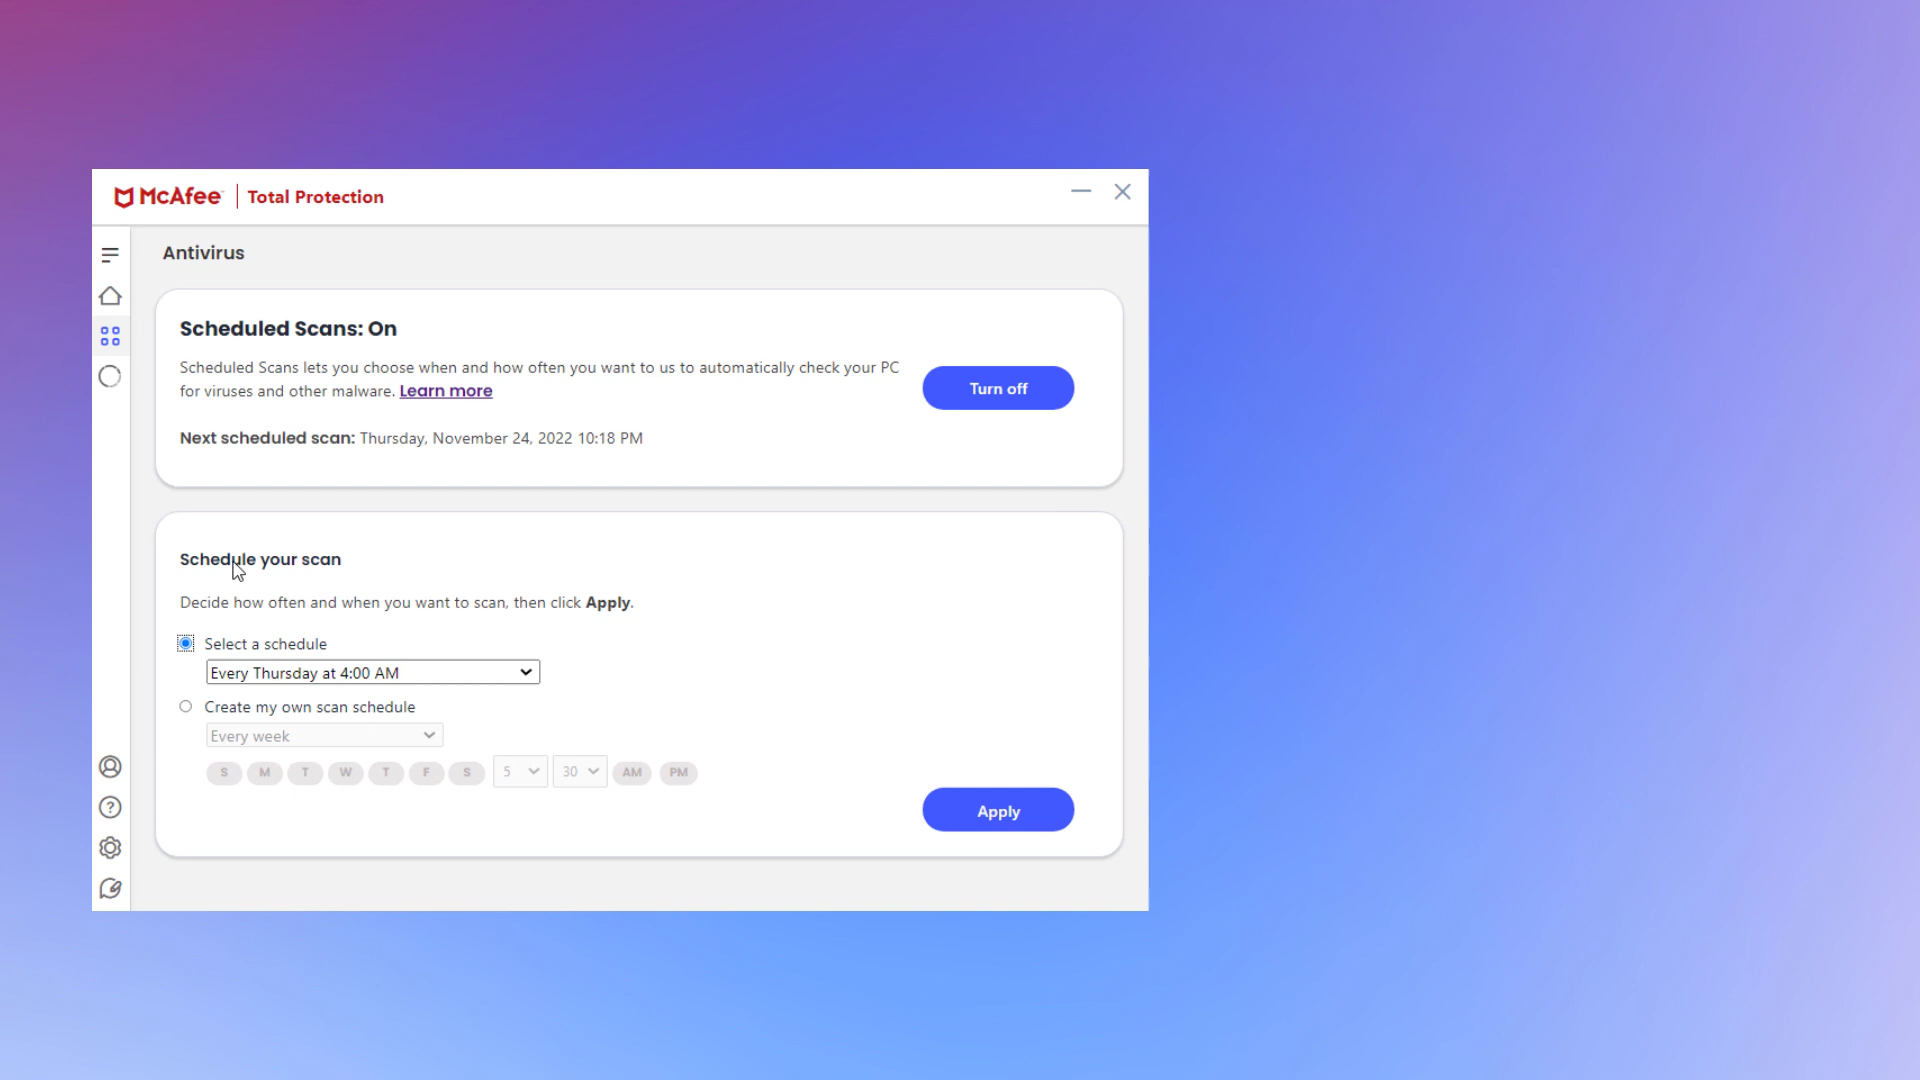 McAfee | Total Protection
Antivirus
Scheduled Scans: On
Scheduled Scans lets you choose when and how often you want to us to automatically check your PC
for viruses and other malware. Learn more
Turn off
Next scheduled scan: Thursday, November 24, 2022 10:18 PM
Schedule your scan
Decide how often and when you want to scan, then click Apply.
Select a schedule
Every Thursday at 4:00 AM
Create my own scan schedule
Every week
S M T W T F S 5 30 AM PM
Apply